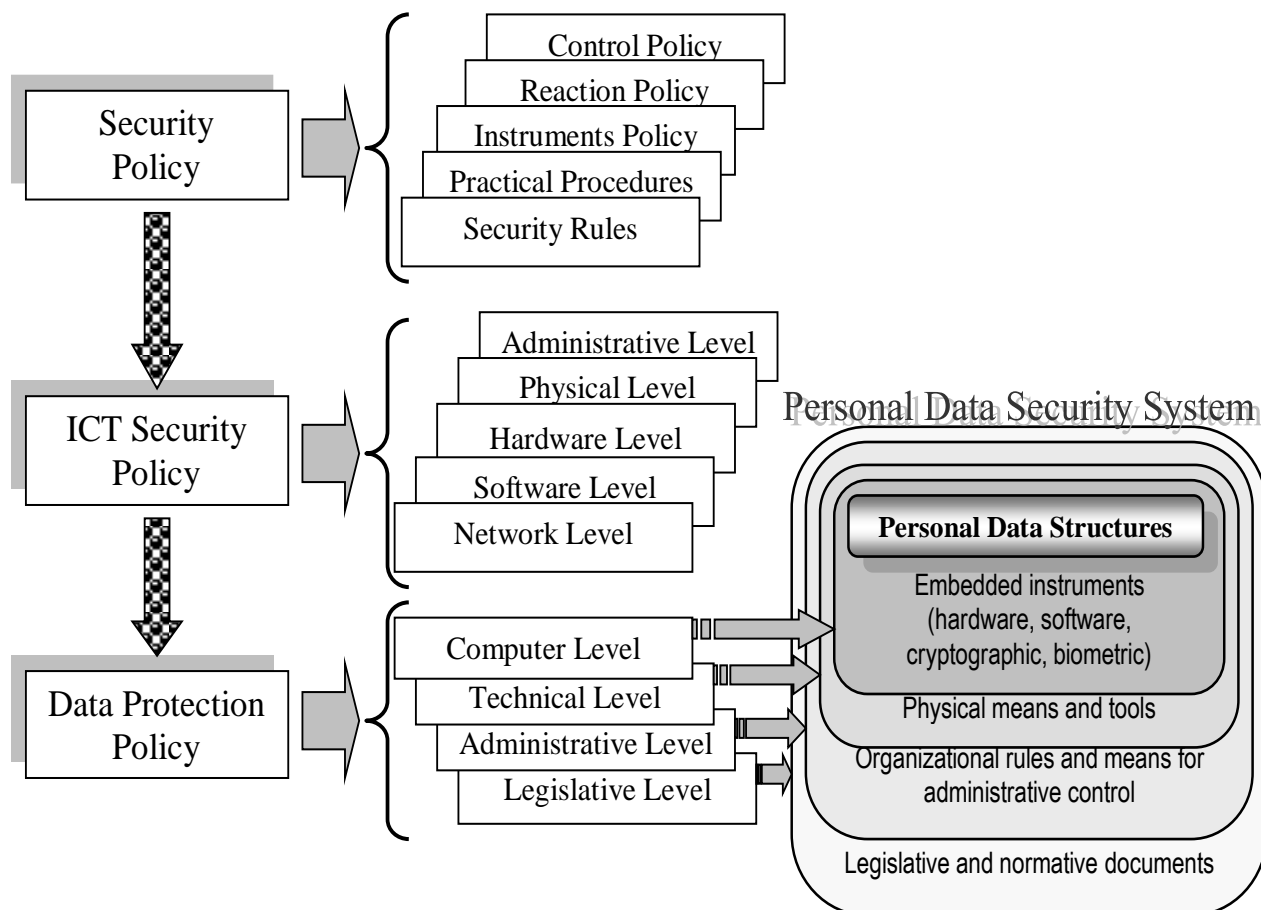 Security
Policy
Control Policy
Reaction Policy
Instruments Policy
Practical Procedures
Security Rules
ICT Security
Policy
Administrative Level
Physical Level
Hardware Level
Software Level
Network Level
Data Protection
Policy
Computer Level
Technical Level
Administrative Level
Legislative Level
Personal Data Security System
Personal Data Structures
Embedded instruments
(hardware, software,
cryptographic, biometric)
Physical means and tools
Organizational rules and means for
administrative control
Legislative and normative documents